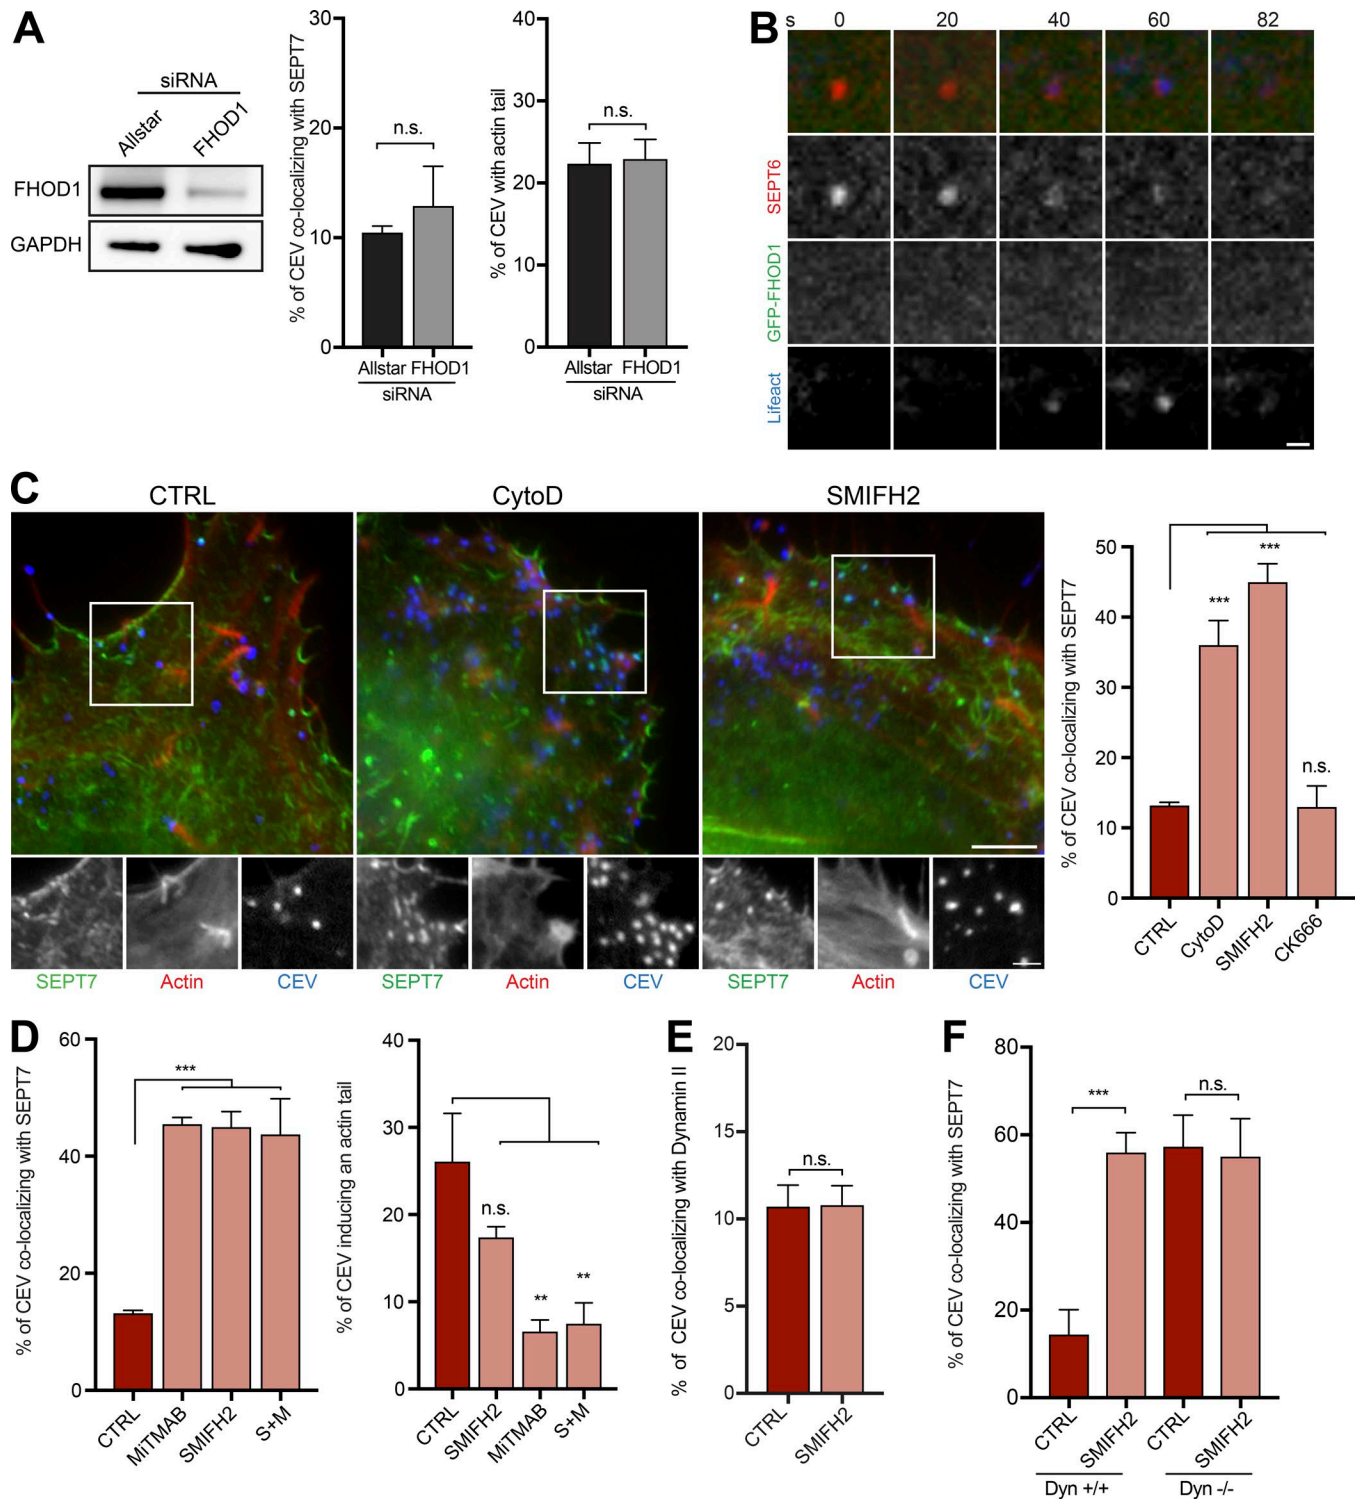 A
siRNA
Allstar
FHOD1
FHOD1
GAPDH
% of CEV co-localizing with SEPT7
30
20
10
0
n.s.
Allstar FHOD1
siRNA
% of CEV with actin tail
40
30
20
10
0
n.s.
Allstar FHOD1
siRNA
B
s 0 20 40 60 82
SEPT6
GFP-FHOD1
Lifeact
C
CTRL CytoD SMIFH2
SEPT7 Actin CEV SEPT7 Actin CEV SEPT7 Actin CEV
% of CEV co-localizing with SEPT7
50
40
30
20
10
0
***
***
n.s.
CTRL
CytoD
SMIFH2
CK666
D
% of CEV co-localizing with SEPT7
60
40
20
0
***
CTRL
MiTMAB
SMIFH2
S+M
% of CEV inducing an actin tail
40
30
20
10
0
n.s.
**
**
CTRL
SMIFH2
MiTMAB
S+M
E
% of CEV co-localizing with Dynamin II
20
15
10
5
0
n.s.
CTRL
SMIFH2
F
% of CEV co-localizing with SEPT7
80
60
40
20
0
***
n.s.
CTRL
SMIFH2
CTRL
SMIFH2
Dyn +/+ Dyn -/-